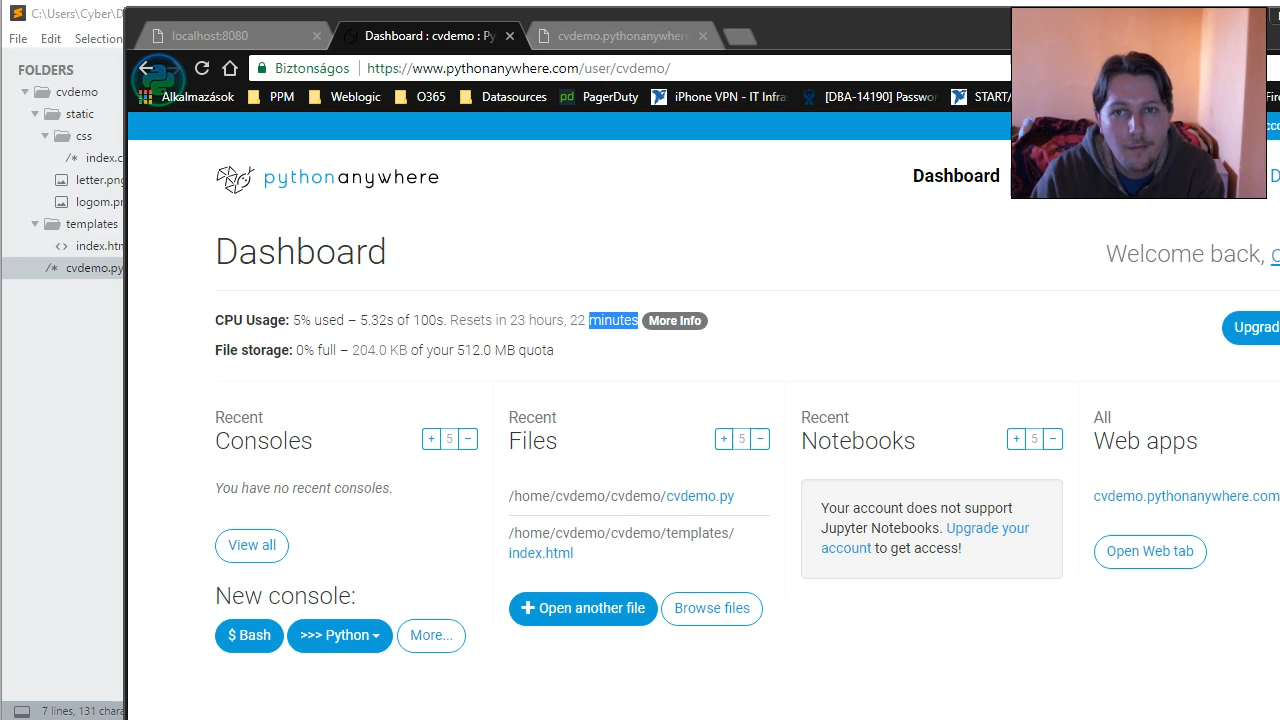 C:\Users\Cyber\D
File Edit Selection
FOLDERS
cvdemo
static
css
/* index.c
letter.png
logom.pn
templates
<> index.htm
/* cvdemo.py
7 lines, 131 chara
localhost:8080
Dashboard : cvdemo : Py
cvdemo.pythonanywhere
Biztonságos https://www.pythonanywhere.com/user/cvdemo/
Alkalmazások PPM Weblogic O365 Datasources pd PagerDuty iPhone VPN - IT Infra [DBA-14190] Passwor START/
pythonanywhere
Dashboard
Dashboard
Welcome back,
CPU Usage: 5% used – 5.32s of 100s. Resets in 23 hours, 22 minutes More Info
File storage: 0% full – 204.0 KB of your 512.0 MB quota
Upgrad
Recent
Consoles
+ 5 −
You have no recent consoles.
View all
New console:
$ Bash >>> Python More...
Recent
Files
+ 5 −
/home/cvdemo/cvdemo/cvdemo.py
/home/cvdemo/cvdemo/templates/
index.html
Open another file Browse files
Recent
Notebooks
+ 5 −
Your account does not support
Jupyter Notebooks. Upgrade your
account to get access!
All
Web apps
cvdemo.pythonanywhere.com
Open Web tab